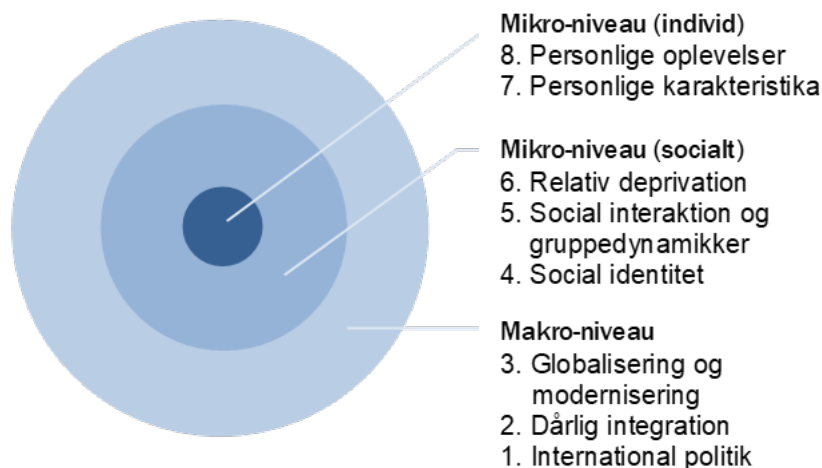 Mikro-niveau (individ)
8. Personlige oplevelser
7. Personlige karakteristika
Mikro-niveau (socialt)
6. Relativ deprivation
5. Social interaktion og
gruppedynamikker
4. Social identitet
Makro-niveau
3. Globalisering og
modernisering
2. Dårlig integration
1. International politik